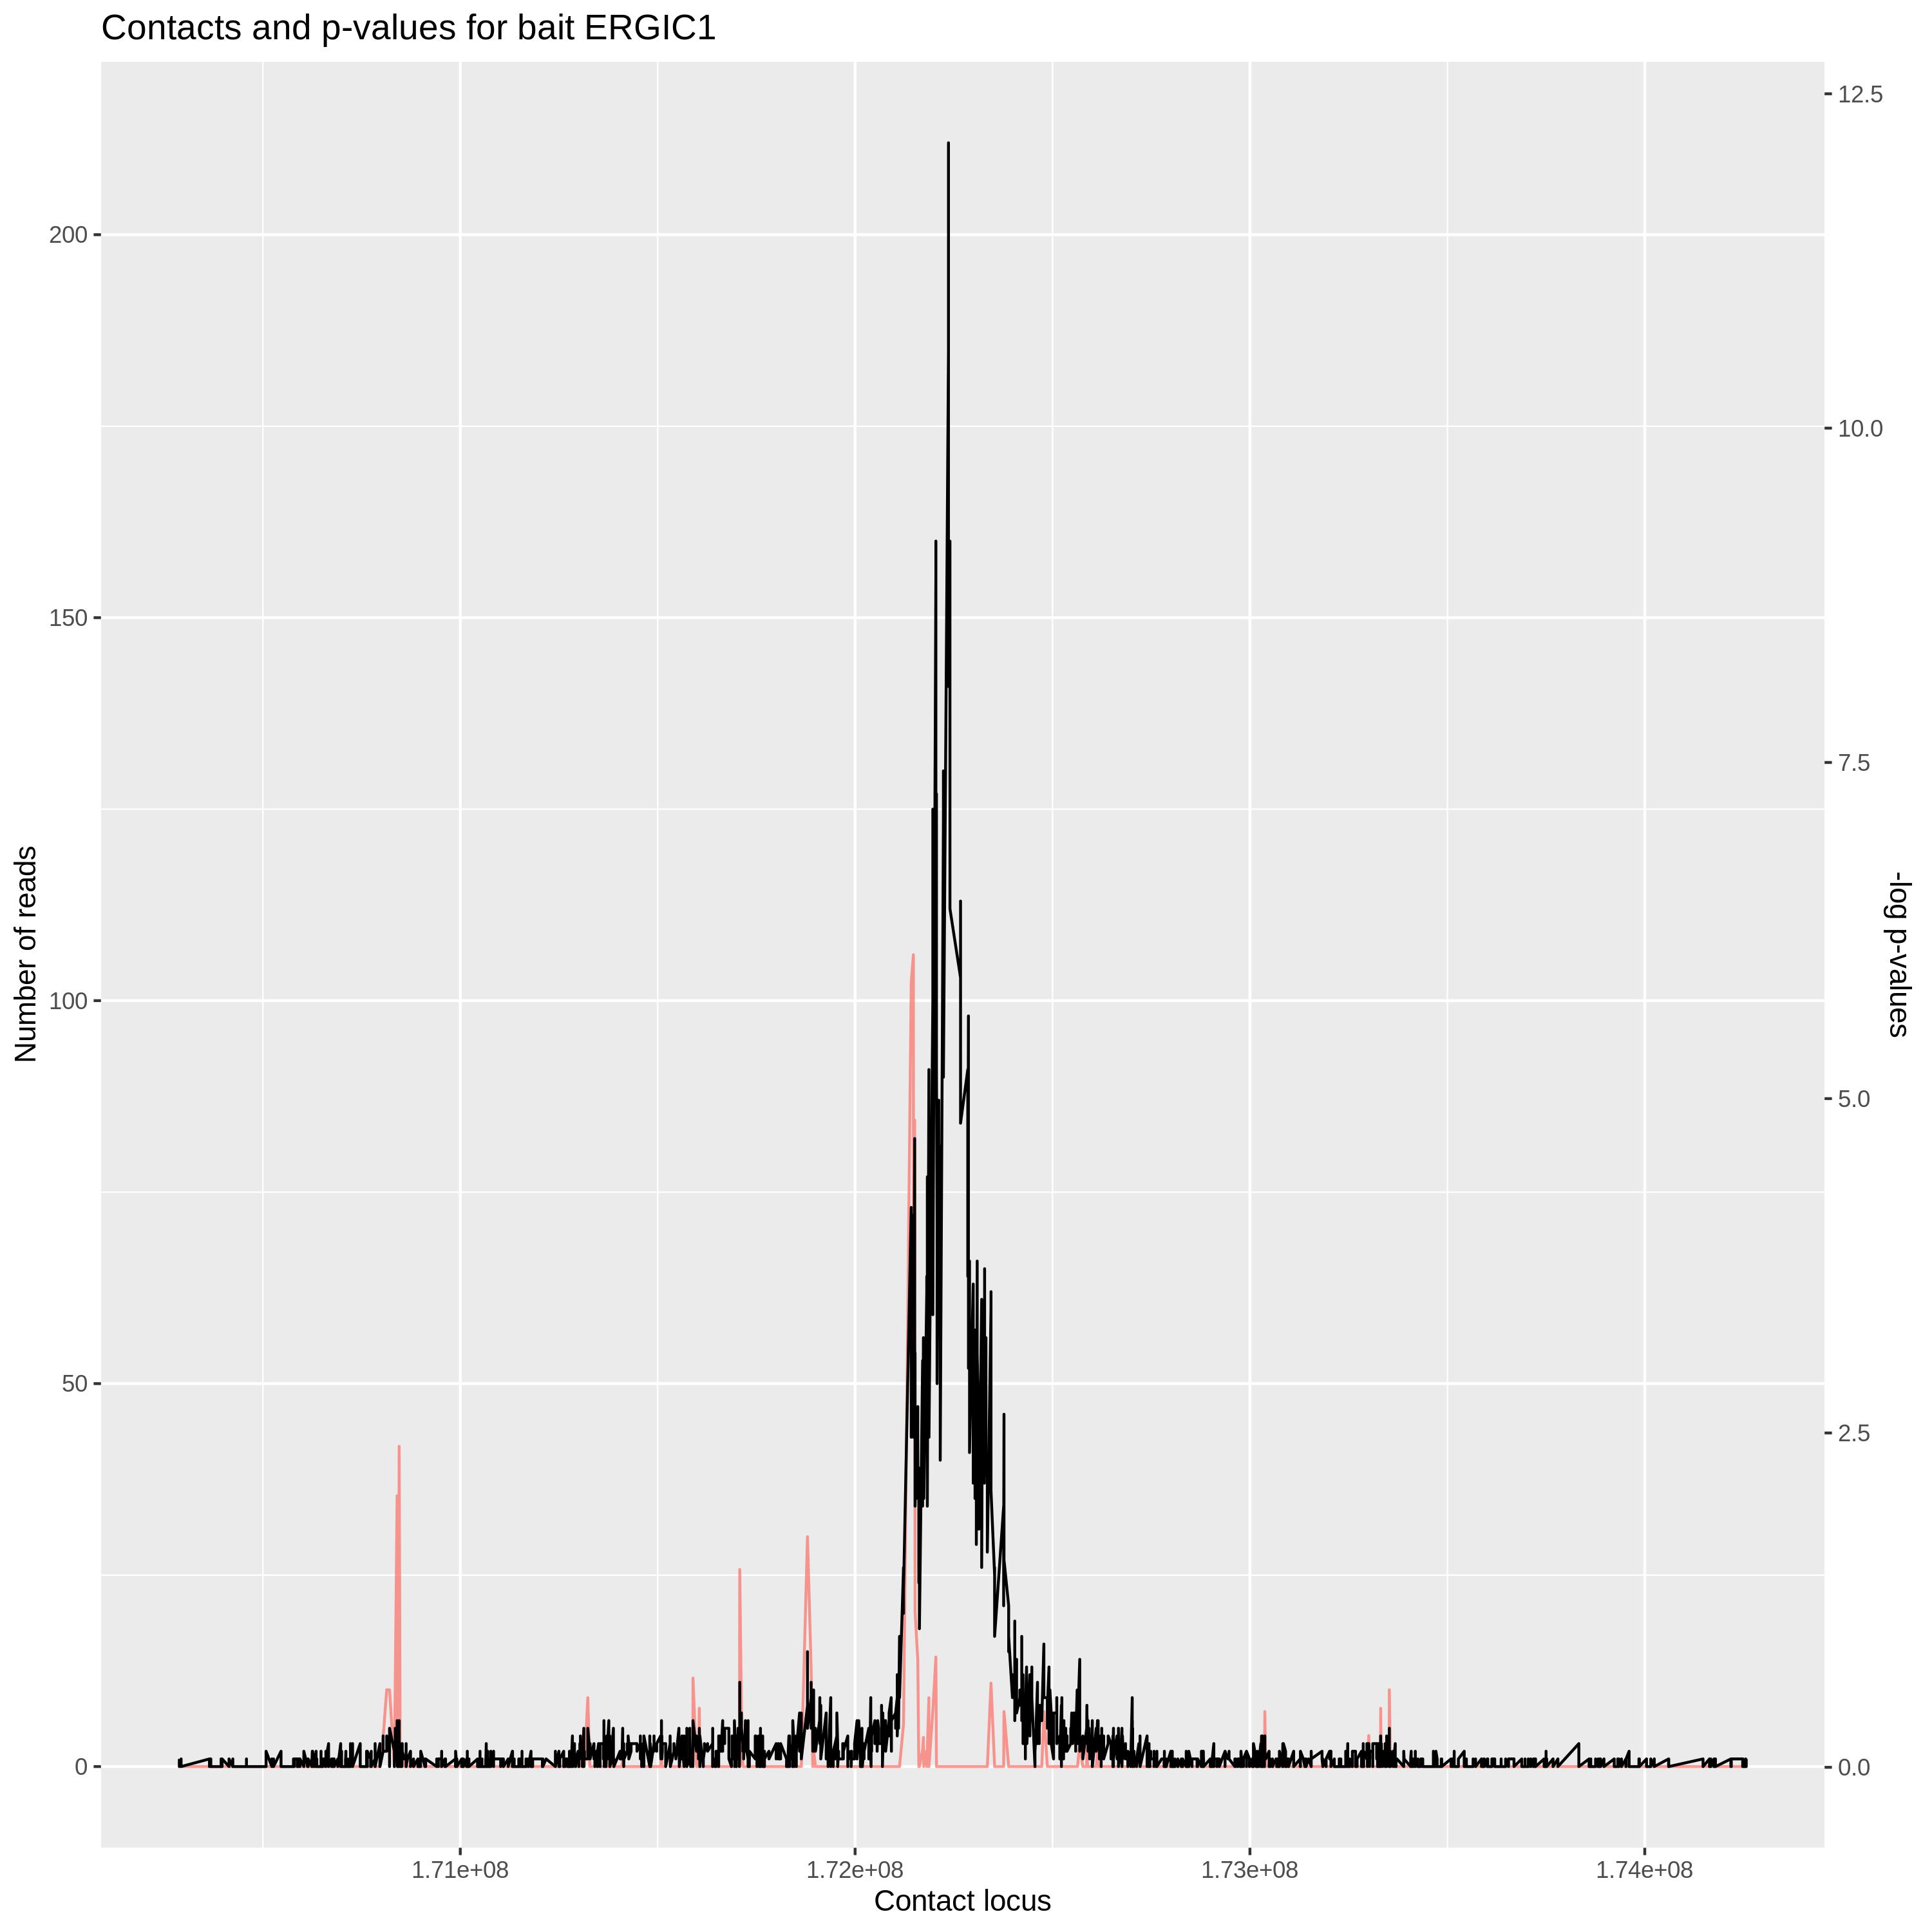 Contacts and p-values for bait ERGIC1
12.5
200
10.0
150
7.5
Number of reads
-log p-values
100
5.0
50
2.5
0
0.0
1.71e+08
1.72e+08
1.73e+08
1.74e+08
Contact locus